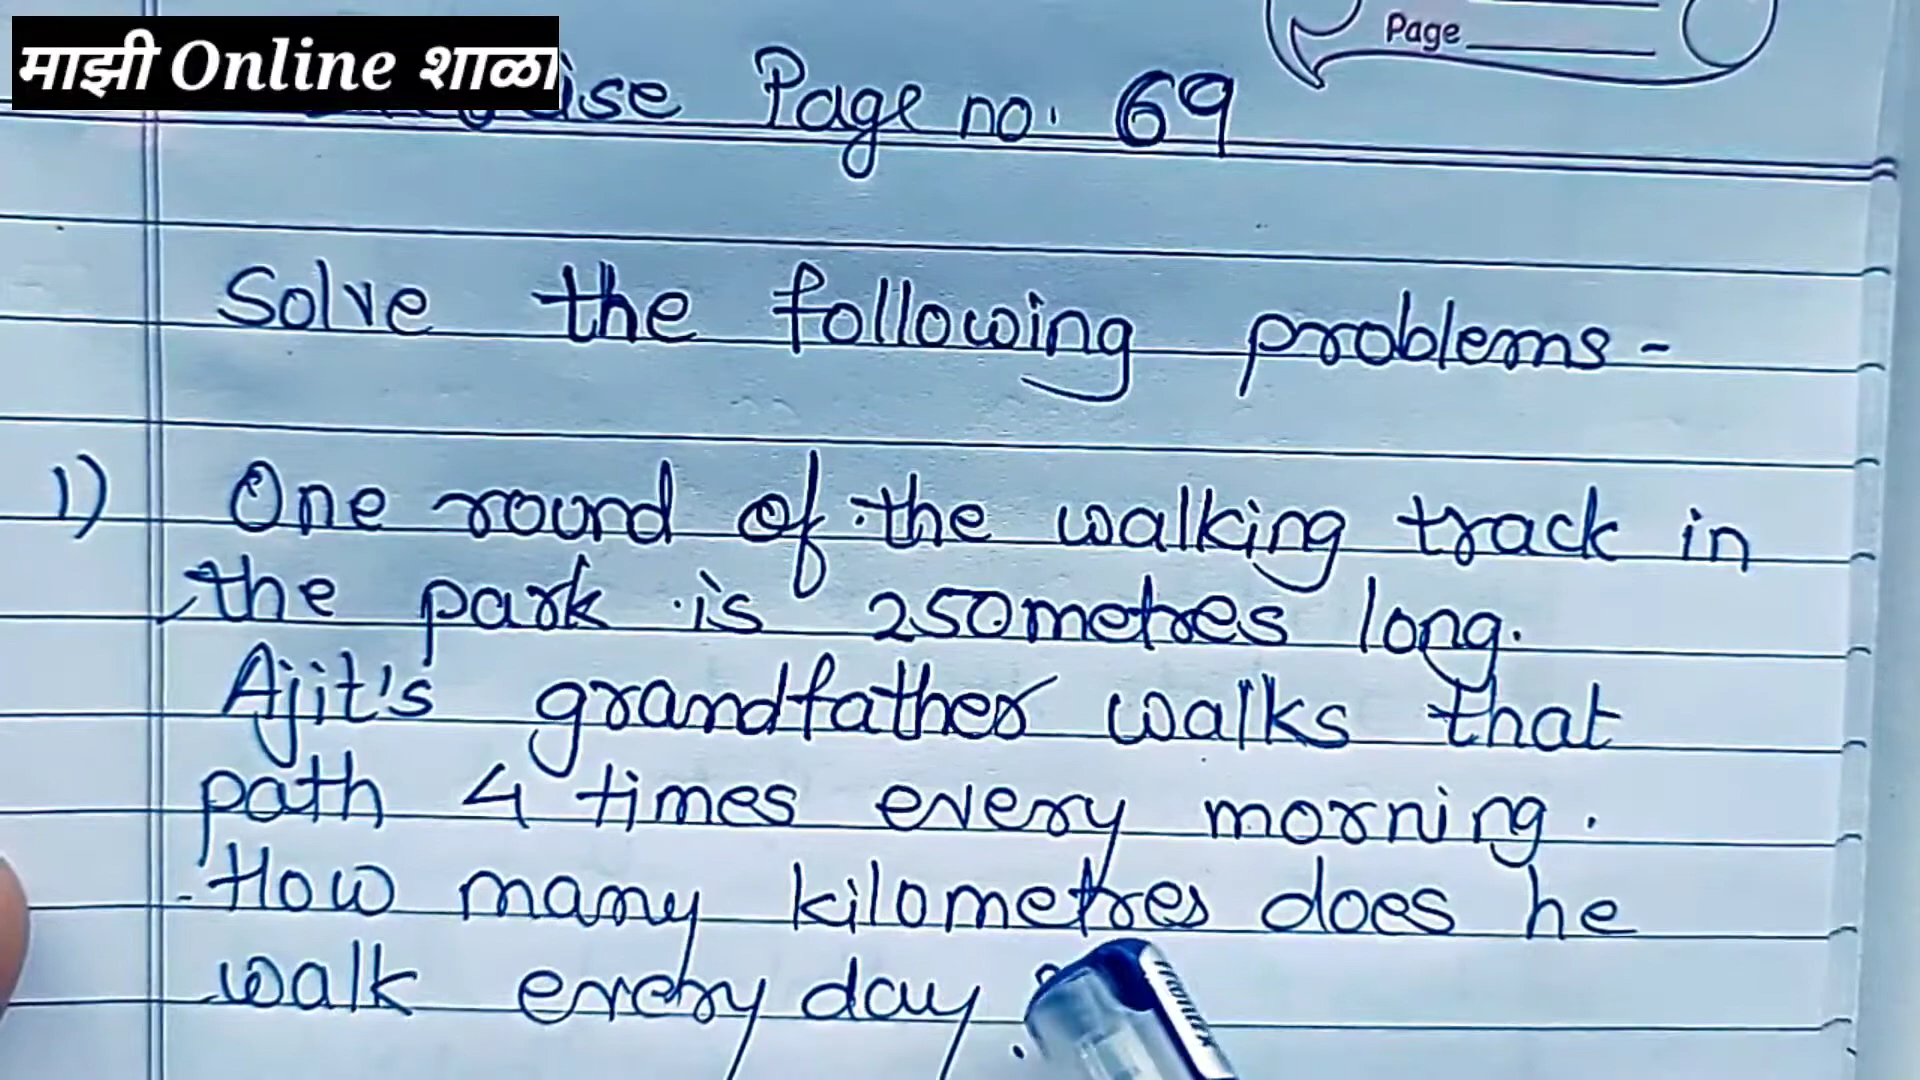 माझी Online शाळा
Page
Page no. 69
Solve the following problems-
1) One round of the walking track in
the park is 250metres long.
Ajit's grandfather walks that
path 4 times every morning.
How many kilometres does he
walk every day ?